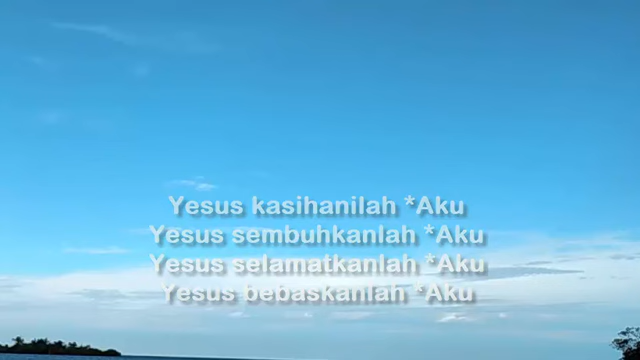 Yesus kasihanilah *Aku
Yesus sembuhkanlah *Aku
Yesus selamatkanlah *Aku
Yesus bebaskanlah *Aku